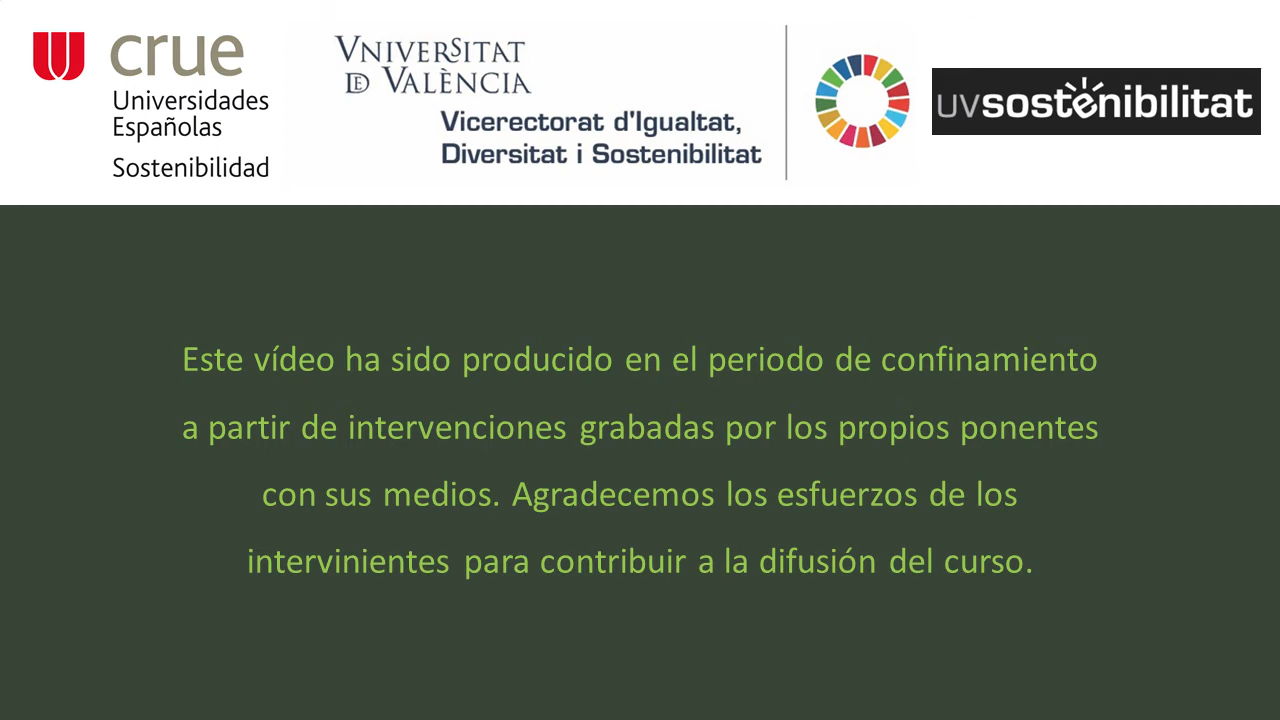 crue
Universidades
Españolas
Sostenibilidad
VNIVERSITAT
DE VALÈNCIA
Vicerectorat d'Igualtat,
Diversitat i Sostenibilitat
UVsostenibilitat
Este vídeo ha sido producido en el periodo de confinamiento
a partir de intervenciones grabadas por los propios ponentes
con sus medios. Agradecemos los esfuerzos de los
intervinientes para contribuir a la difusión del curso.